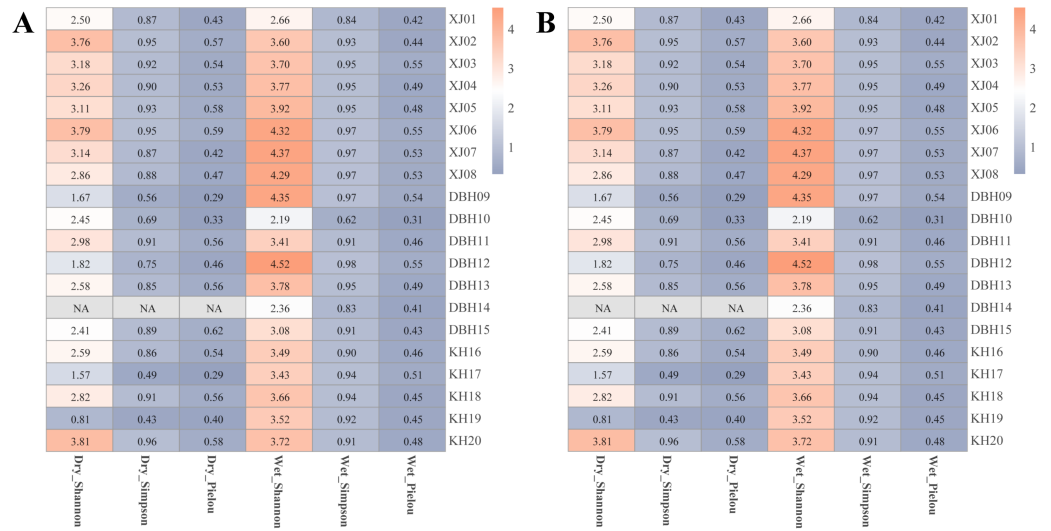 A
2.50 0.87 0.43 2.66 0.84 0.42 XJ01
3.76 0.95 0.57 3.60 0.93 0.44 XJ02
3.18 0.92 0.54 3.70 0.95 0.55 XJ03
3.26 0.90 0.53 3.77 0.95 0.49 XJ04
3.11 0.93 0.58 3.92 0.95 0.48 XJ05
3.79 0.95 0.59 4.32 0.97 0.55 XJ06
3.14 0.87 0.42 4.37 0.97 0.53 XJ07
2.86 0.88 0.47 4.29 0.97 0.53 XJ08
1.67 0.56 0.29 4.35 0.97 0.54 DBH09
2.45 0.69 0.33 2.19 0.62 0.31 DBH10
2.98 0.91 0.56 3.41 0.91 0.46 DBH11
1.82 0.75 0.46 4.52 0.98 0.55 DBH12
2.58 0.85 0.56 3.78 0.95 0.49 DBH13
NA NA NA 2.36 0.83 0.41 DBH14
2.41 0.89 0.62 3.08 0.91 0.43 DBH15
2.59 0.86 0.54 3.49 0.90 0.46 KH16
1.57 0.49 0.29 3.43 0.94 0.51 KH17
2.82 0.91 0.56 3.66 0.94 0.45 KH18
0.81 0.43 0.40 3.52 0.92 0.45 KH19
3.81 0.96 0.58 3.72 0.91 0.48 KH20
Dry_Shannon
Dry_Simpson
Dry_Pielou
Wet_Shannon
Wet_Simpson
Wet_Pielou
4
3
2
1
B
2.50 0.87 0.43 2.66 0.84 0.42 XJ01
3.76 0.95 0.57 3.60 0.93 0.44 XJ02
3.18 0.92 0.54 3.70 0.95 0.55 XJ03
3.26 0.90 0.53 3.77 0.95 0.49 XJ04
3.11 0.93 0.58 3.92 0.95 0.48 XJ05
3.79 0.95 0.59 4.32 0.97 0.55 XJ06
3.14 0.87 0.42 4.37 0.97 0.53 XJ07
2.86 0.88 0.47 4.29 0.97 0.53 XJ08
1.67 0.56 0.29 4.35 0.97 0.54 DBH09
2.45 0.69 0.33 2.19 0.62 0.31 DBH10
2.98 0.91 0.56 3.41 0.91 0.46 DBH11
1.82 0.75 0.46 4.52 0.98 0.55 DBH12
2.58 0.85 0.56 3.78 0.95 0.49 DBH13
NA NA NA 2.36 0.83 0.41 DBH14
2.41 0.89 0.62 3.08 0.91 0.43 DBH15
2.59 0.86 0.54 3.49 0.90 0.46 KH16
1.57 0.49 0.29 3.43 0.94 0.51 KH17
2.82 0.91 0.56 3.66 0.94 0.45 KH18
0.81 0.43 0.40 3.52 0.92 0.45 KH19
3.81 0.96 0.58 3.72 0.91 0.48 KH20
Dry_Shannon
Dry_Simpson
Dry_Pielou
Wet_Shannon
Wet_Simpson
Wet_Pielou
4
3
2
1